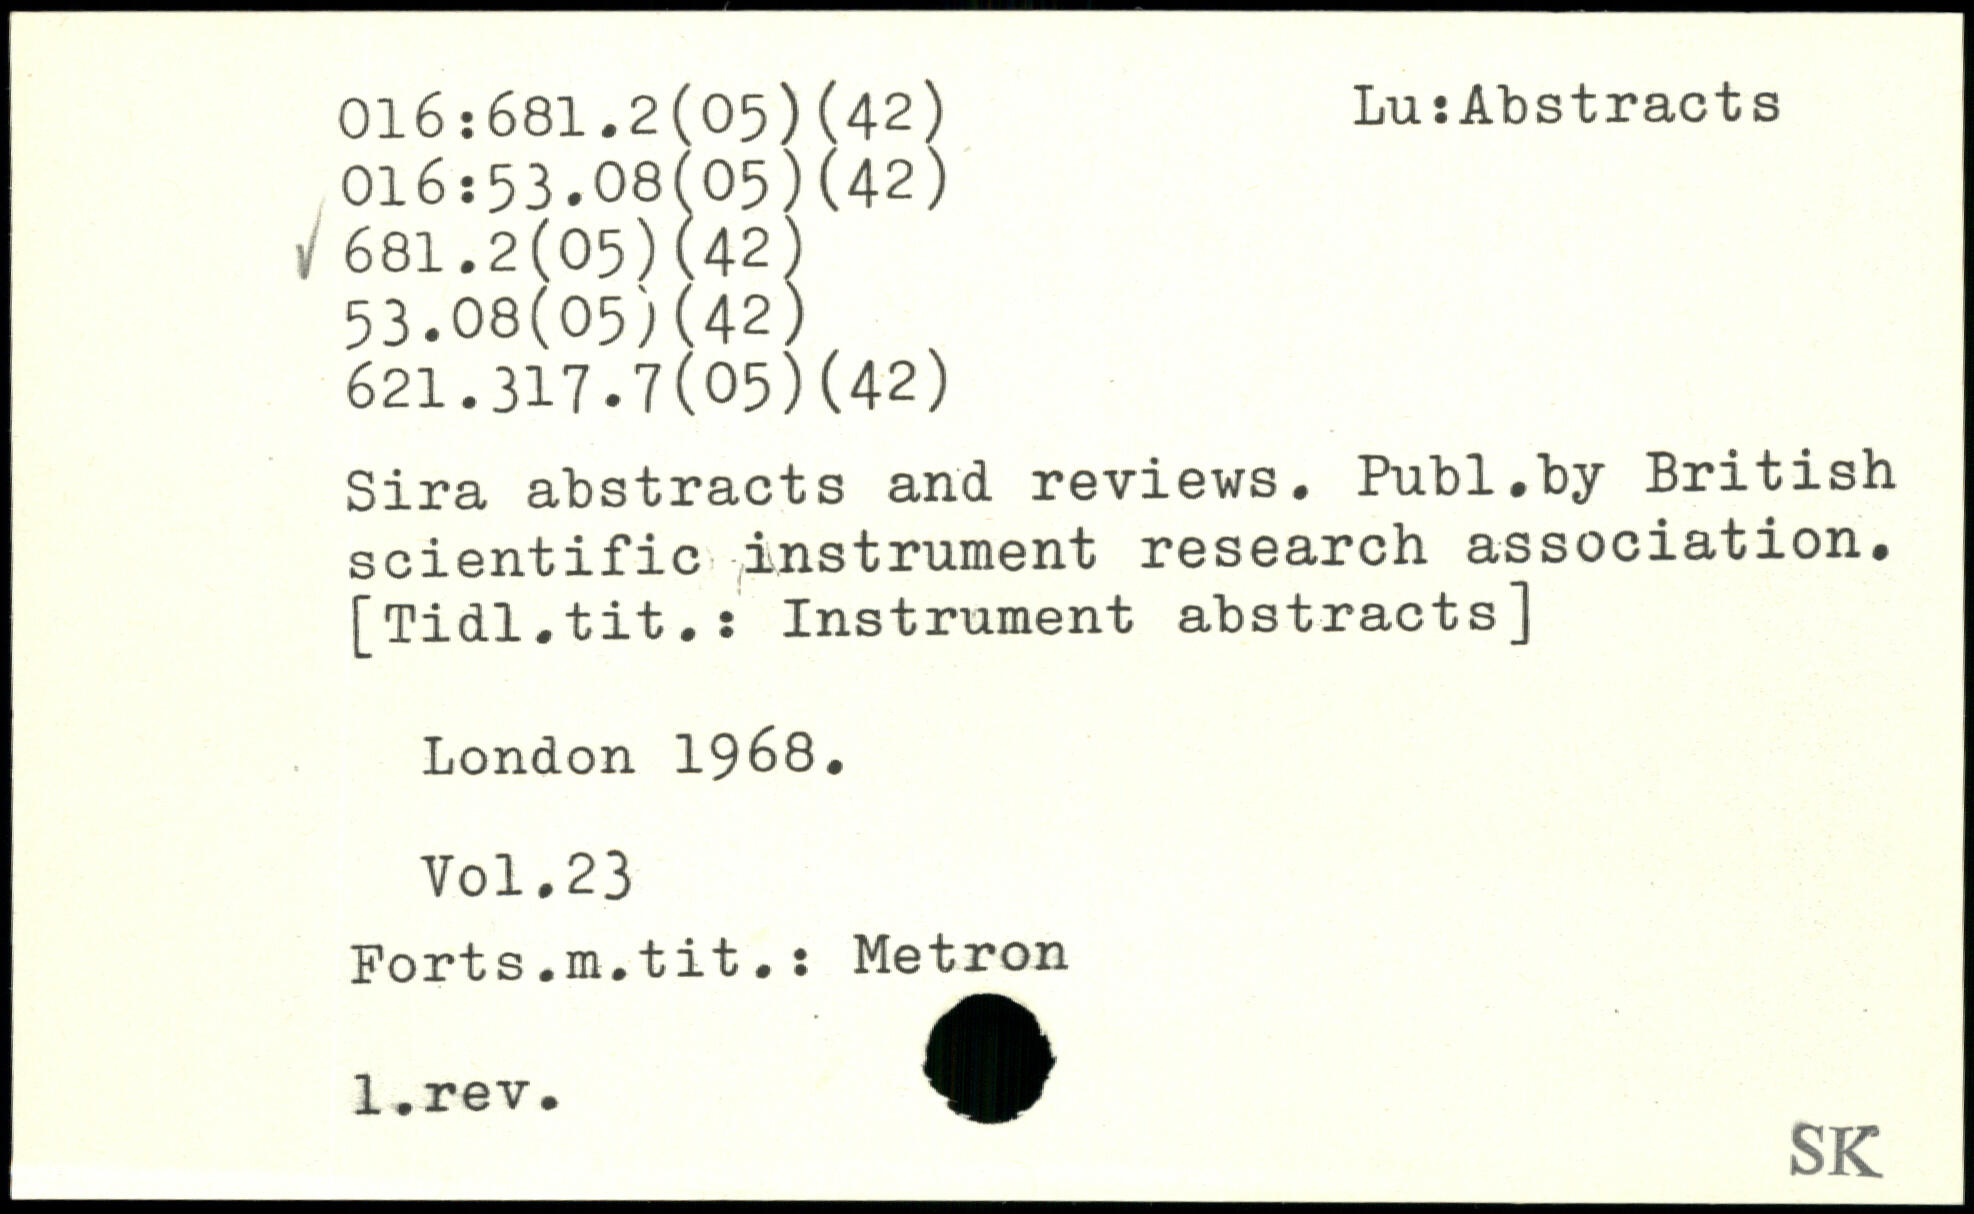 016:681.2(05)(42) Lu:Abstracts
016:53.08(05)(42)
✓ 681.2(05)(42)
53.08(05)(42)
621.317.7(05)(42)
Sira abstracts and reviews. Publ.by British
scientific instrument research association.
[Tidl.tit.: Instrument abstracts]
London 1968.
Vol.23
Forts.m.tit.: Metron
1.rev.
SK